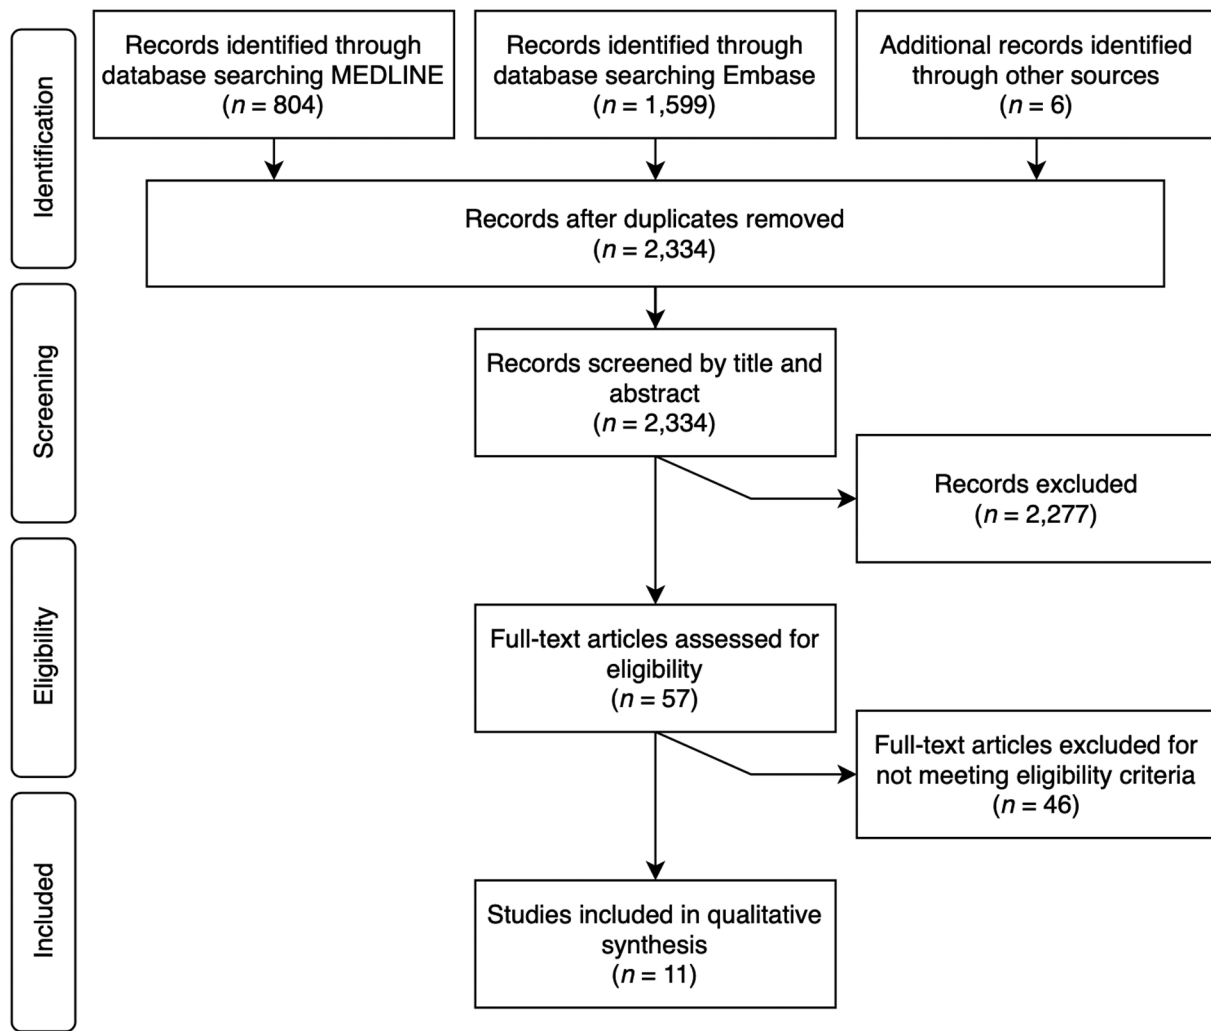 Identification
Records identified through
database searching MEDLINE
(n = 804)
Records identified through
database searching Embase
(n = 1,599)
Additional records identified
through other sources
(n = 6)
Records after duplicates removed
(n = 2,334)
Screening
Records screened by title and
abstract
(n = 2,334)
Records excluded
(n = 2,277)
Eligibility
Full-text articles assessed for
eligibility
(n = 57)
Full-text articles excluded for
not meeting eligibility criteria
(n = 46)
Included
Studies included in qualitative
synthesis
(n = 11)